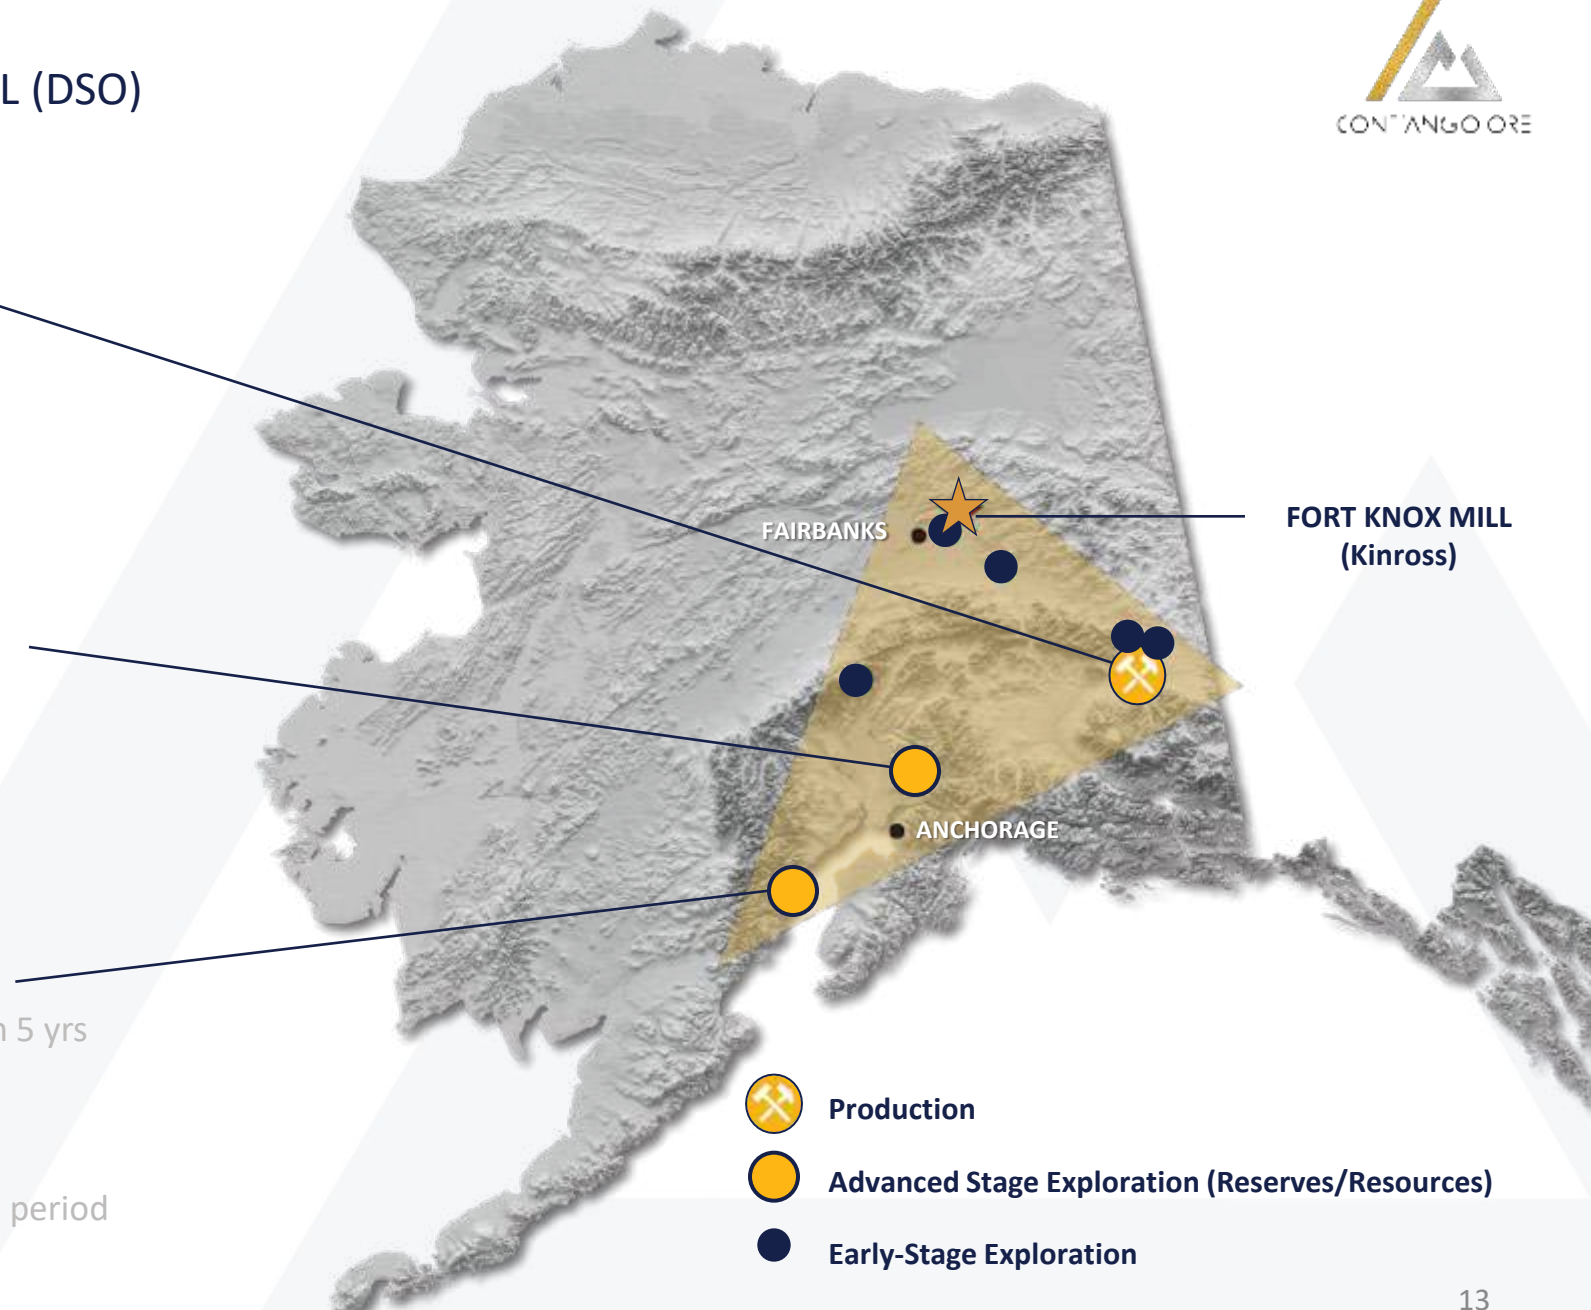 L (DSO)
CONTANGO ORE
FAIRBANKS
FORT KNOX MILL
(Kinross)
ANCHORAGE
5 yrs
Production
Advanced Stage Exploration (Reserves/Resources)
period
Early-Stage Exploration
13